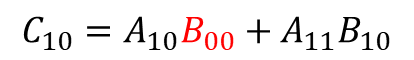 C₁₀ = A₁₀B₀₀ + A₁₁B₁₀